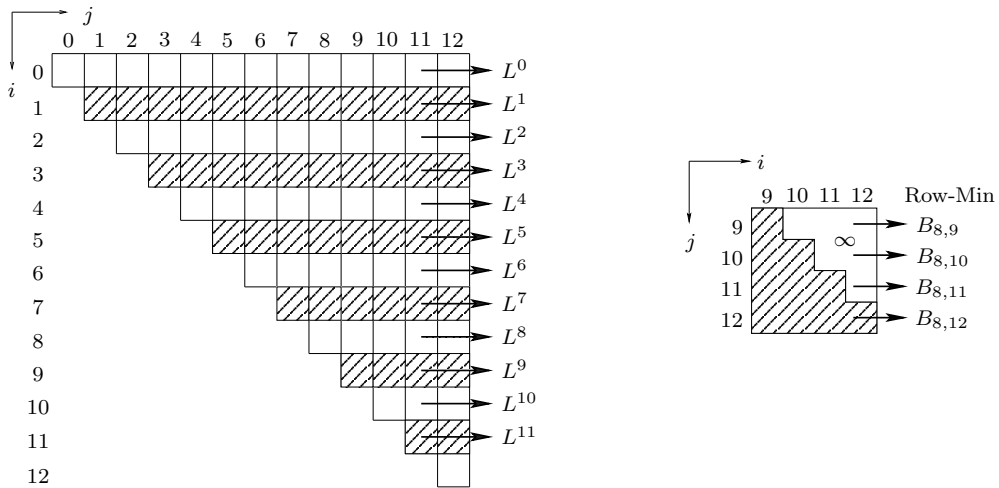 j
0 1 2 3 4 5 6 7 8 9 10 11 12
i
0 L^0
1 L^1
2 L^2
3 L^3
4 L^4
5 L^5
6 L^6
7 L^7
8 L^8
9 L^9
10 L^10
11 L^11
12
i
9 10 11 12 Row-Min
j
9 B_{8,9}
∞
10 B_{8,10}
11 B_{8,11}
12 B_{8,12}